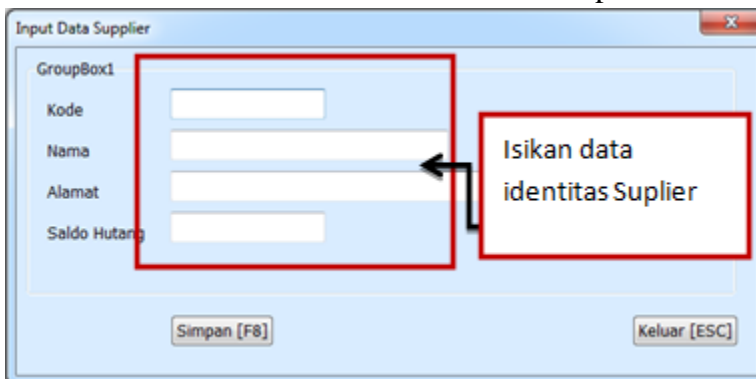 Input Data Supplier
GroupBox1
Kode
Nama
Alamat
Saldo Hutang
Isikan data
identitas Suplier
Simpan [F8]
Keluar [ESC]